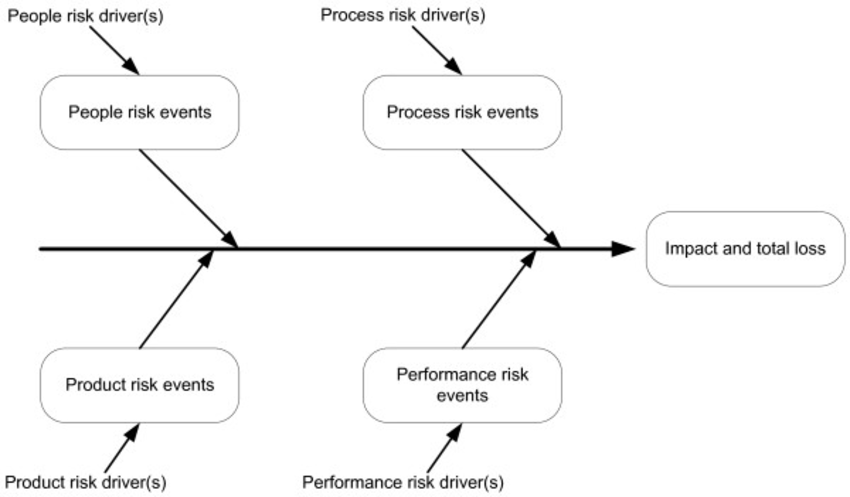 People risk driver(s)
Process risk driver(s)
People risk events
Process risk events
Impact and total loss
Product risk events
Performance risk
events
Product risk driver(s)
Performance risk driver(s)